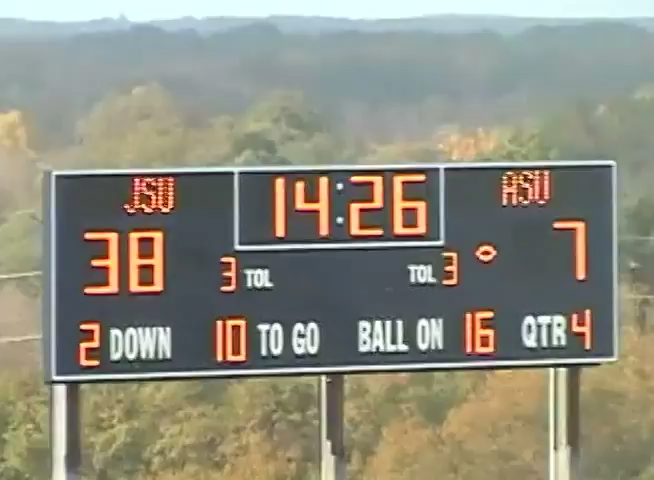 JSU 14:26 ASU
38 3 TOL TOL 3 7
2 DOWN 10 TO GO BALL ON 16 QTR 4